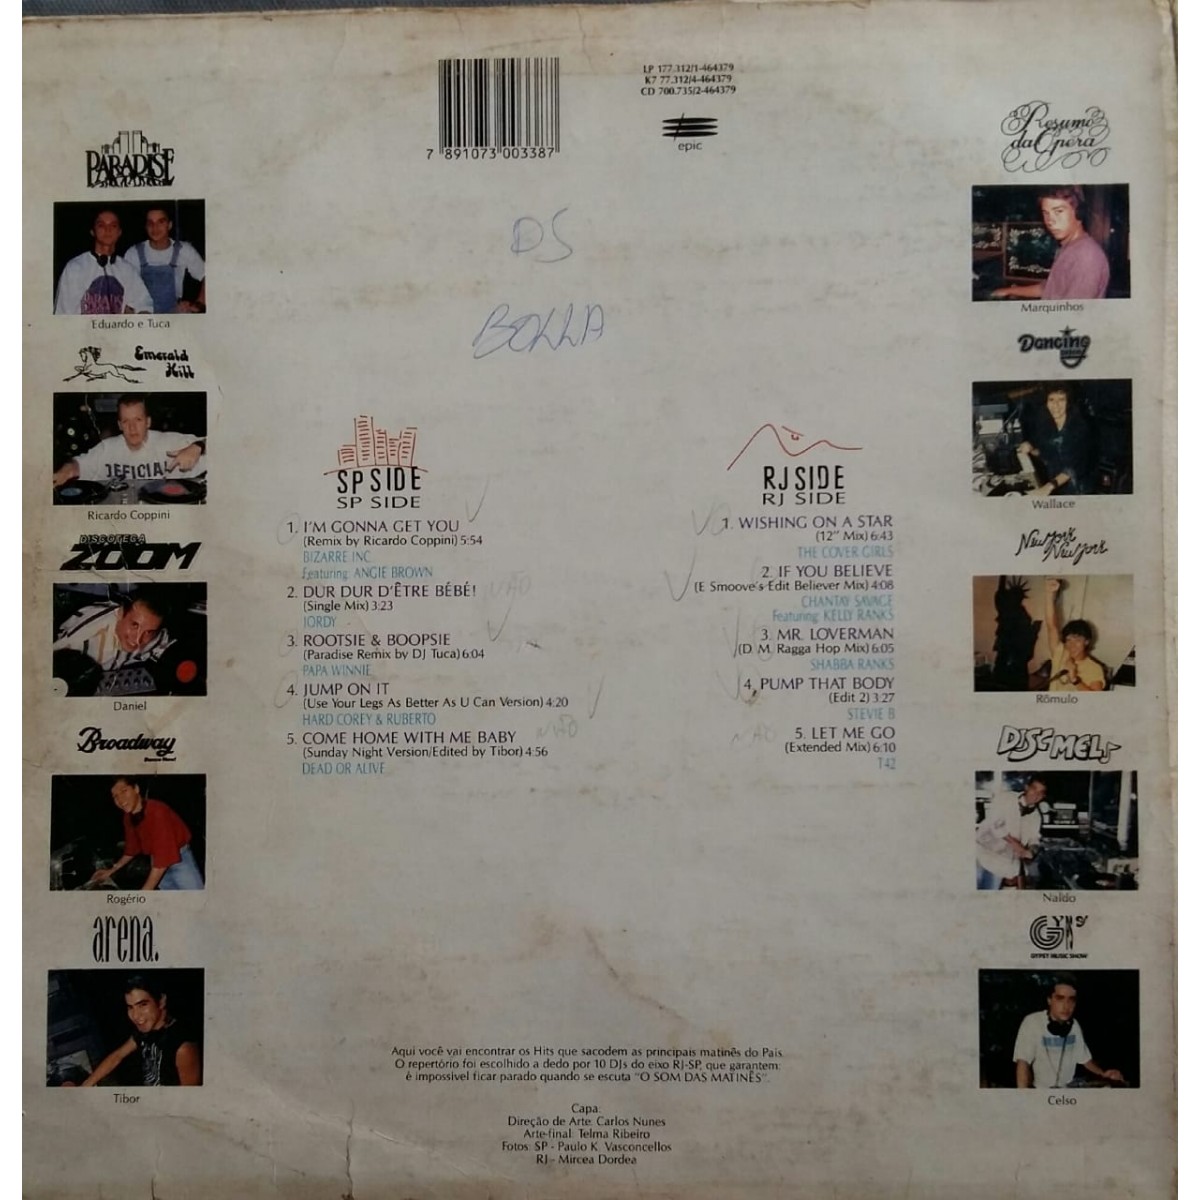 LP 177.312/1-464379
K7 77.312/4-464379
CD 700.735/2-464379
epic
7 891073 003387
DS
BOLLA
PARADISE
Eduardo e Tuca
Emerald
Hill
OFFICIAL
Ricardo Coppini
DISCOTECA
ZOOM
Daniel
Broadway
Rogério
arena.
Tibor
SP SIDE
SP SIDE
1. I'M GONNA GET YOU
(Remix by Ricardo Coppini) 5:54
BIZARRE INC
Featuring: ANGIE BROWN
2. DUR DUR D'ÊTRE BÉBÉ!
NÃO
(Single Mix) 3:23
JORDY
3. ROOTSIE & BOOPSIE
(Paradise Remix by DJ Tuca) 6:04
PAPA WINNIE
4. JUMP ON IT
(Use Your Legs As Better As U Can Version) 4:20
HARD COREY & RUBERTO
5. COME HOME WITH ME BABY
NÃO
(Sunday Night Version/Edited by Tibor) 4:56
DEAD OR ALIVE
RJ SIDE
RJ SIDE
1. WISHING ON A STAR
(12" Mix) 6:43
THE COVER GIRLS
2. IF YOU BELIEVE
(E Smoove's Edit Believer Mix) 4:08
CHANTAY SAVAGE
Featuring: KELLY RANKS
3. MR. LOVERMAN
(D. M. Ragga Hop Mix) 6:05
SHABBA RANKS
4. PUMP THAT BODY
(Edit 2) 3:27
STEVIE B
NÃO
5. LET ME GO
(Extended Mix) 6:10
T42
Resumo
da Ópera
Marquinhos
Dancing
Wallace
New York
New York
Rômulo
DISC MEL
Naldo
GYPSY MUSIC SHOW
Celso
Aqui você vai encontrar os Hits que sacodem as principais matinês do País.
O repertório foi escolhido a dedo por 10 DJs do eixo RJ-SP, que garantem:
é impossível ficar parado quando se escuta "O SOM DAS MATINÊS".
Capa:
Direção de Arte: Carlos Nunes
Arte-final: Telma Ribeiro
Fotos: SP - Paulo K. Vasconcellos
RJ - Mircea Dordea